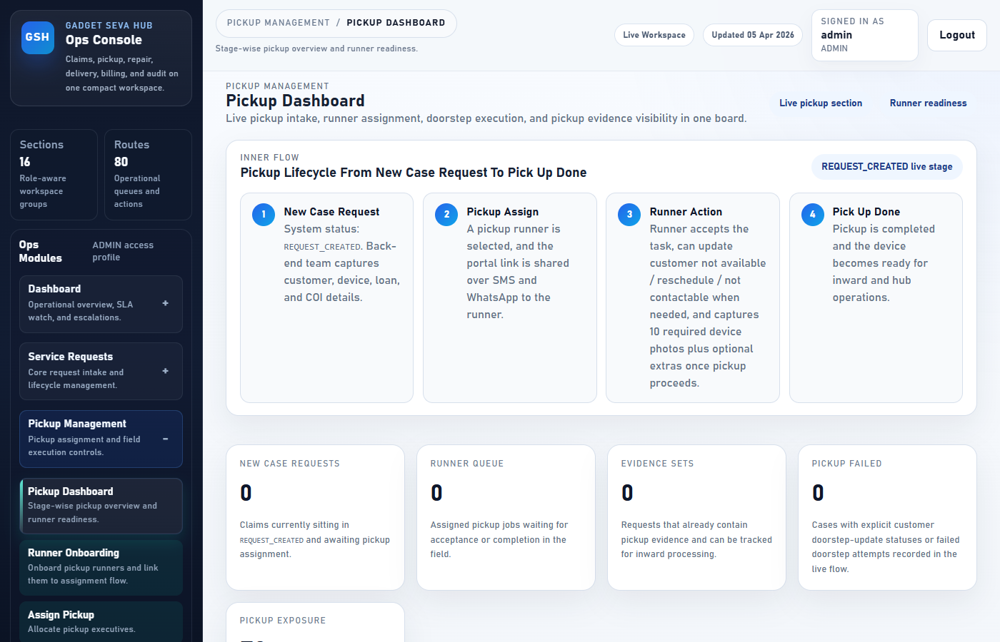 GSH
GADGET SEVA HUB
Ops Console
Claims, pickup, repair,
delivery, billing, and audit on
one compact workspace.
Sections
16
Role-aware
workspace
groups
Routes
80
Operational
queues and
actions
Ops
Modules
ADMIN access
profile
Dashboard
Operational overview, SLA
watch, and escalations.
+
Service Requests
Core request intake and
lifecycle management.
+
Pickup Management
Pickup assignment and field
execution controls.
−
Pickup Dashboard
Stage-wise pickup overview and
runner readiness.
Runner Onboarding
Onboard pickup runners and link
them to assignment flow.
Assign Pickup
Allocate pickup executives.
PICKUP MANAGEMENT / PICKUP DASHBOARD
Stage-wise pickup overview and runner readiness.
Live Workspace
Updated 05 Apr 2026
SIGNED IN AS
admin
ADMIN
Logout
PICKUP MANAGEMENT
Pickup Dashboard
Live pickup intake, runner assignment, doorstep execution, and pickup evidence visibility in one board.
Live pickup section
Runner readiness
INNER FLOW
Pickup Lifecycle From New Case Request To Pick Up Done
REQUEST_CREATED live stage
1
New Case Request
System status:
REQUEST_CREATED. Back-
end team captures
customer, device, loan,
and COI details.
2
Pickup Assign
A pickup runner is
selected, and the
portal link is shared
over SMS and
WhatsApp to the
runner.
3
Runner Action
Runner accepts the
task, can update
customer not available
/ reschedule / not
contactable when
needed, and captures
10 required device
photos plus optional
extras once pickup
proceeds.
4
Pick Up Done
Pickup is completed
and the device
becomes ready for
inward and hub
operations.
NEW CASE REQUESTS
0
Claims currently sitting in
REQUEST_CREATED and awaiting pickup
assignment.
RUNNER QUEUE
0
Assigned pickup jobs waiting for
acceptance or completion in the
field.
EVIDENCE SETS
0
Requests that already contain
pickup evidence and can be tracked
for inward processing.
PICKUP FAILED
0
Cases with explicit customer
doorstep-update statuses or failed
doorstep attempts recorded in the
live flow.
PICKUP EXPOSURE